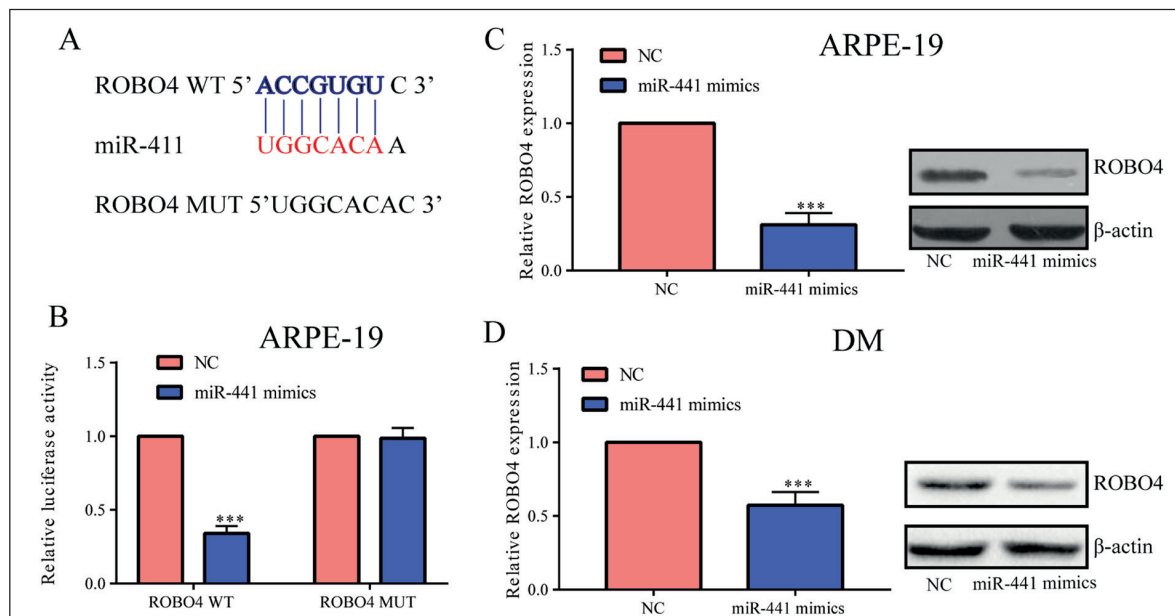 A
ROBO4 WT 5’ ACCGUGU C 3’
miR-411 UGGCACA A
ROBO4 MUT 5’UGGCACAC 3’
B
ARPE-19
NC
miR-441 mimics
Relative luciferase activity
1.5
1.0
0.5
0.0
***
ROBO4 WT ROBO4 MUT
C
ARPE-19
NC
miR-441 mimics
Relative ROBO4 expression
1.5
1.0
0.5
0.0
***
NC miR-441 mimics
ROBO4
β-actin
NC miR-441 mimics
D
DM
NC
miR-441 mimics
Relative ROBO4 expression
1.5
1.0
0.5
0.0
***
NC miR-441 mimics
ROBO4
β-actin
NC miR-441 mimics